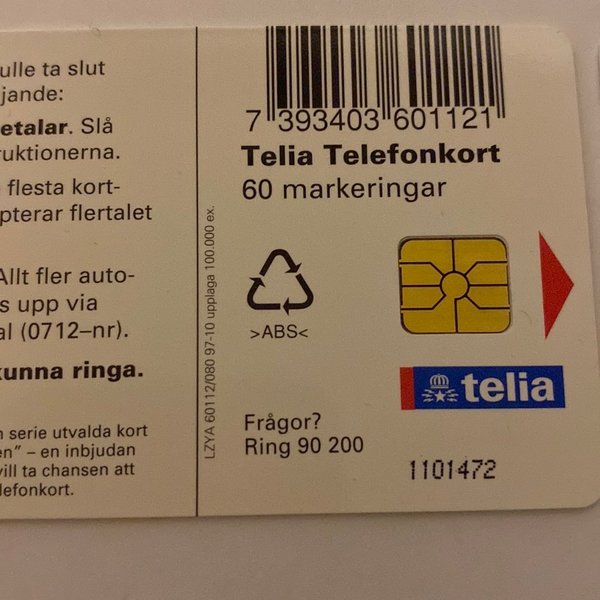 ulle ta slut
jande:
etalar. Slå
ruktionerna.
flesta kort-
pterar flertalet
Allt fler auto-
s upp via
al (0712–nr).
kunna ringa.
n serie utvalda kort
en” – en inbjudan
vill ta chansen att
lefonkort.
LZYA 60112/080 97-10 upplaga 100.000 ex.
7 393403 601121
Telia Telefonkort
60 markeringar
>ABS<
telia
Frågor?
Ring 90 200
1101472